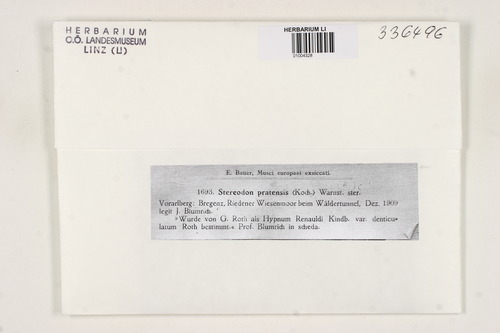 HERBARIUM
O.Ö. LANDESMUSEUM
LINZ (LI)
HERBARIUM LI
01004328
336496
E. Bauer, Musci europaei exsiccati.
1693. Stereodon pratensis (Koch.) Warnst. ster.
Vorarlberg: Bregenz, Riedener Wiesenmoor beim Wäldertunnel, Dez. 1909
legit J. Blumrich.
»Wurde von G. Roth als Hypnum Renauldi Kindb. var. denticu-
latum Roth bestimmt.« Prof. Blumrich in scheda.